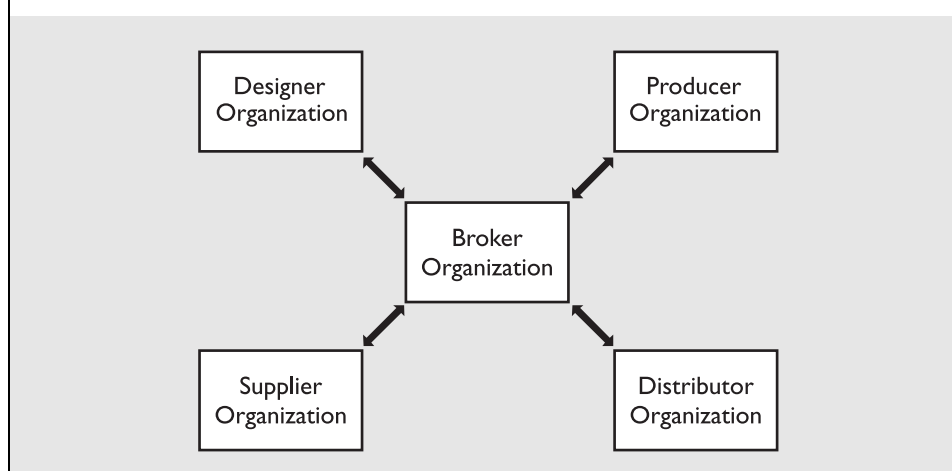 Designer
Organization
Producer
Organization
Broker
Organization
Supplier
Organization
Distributor
Organization